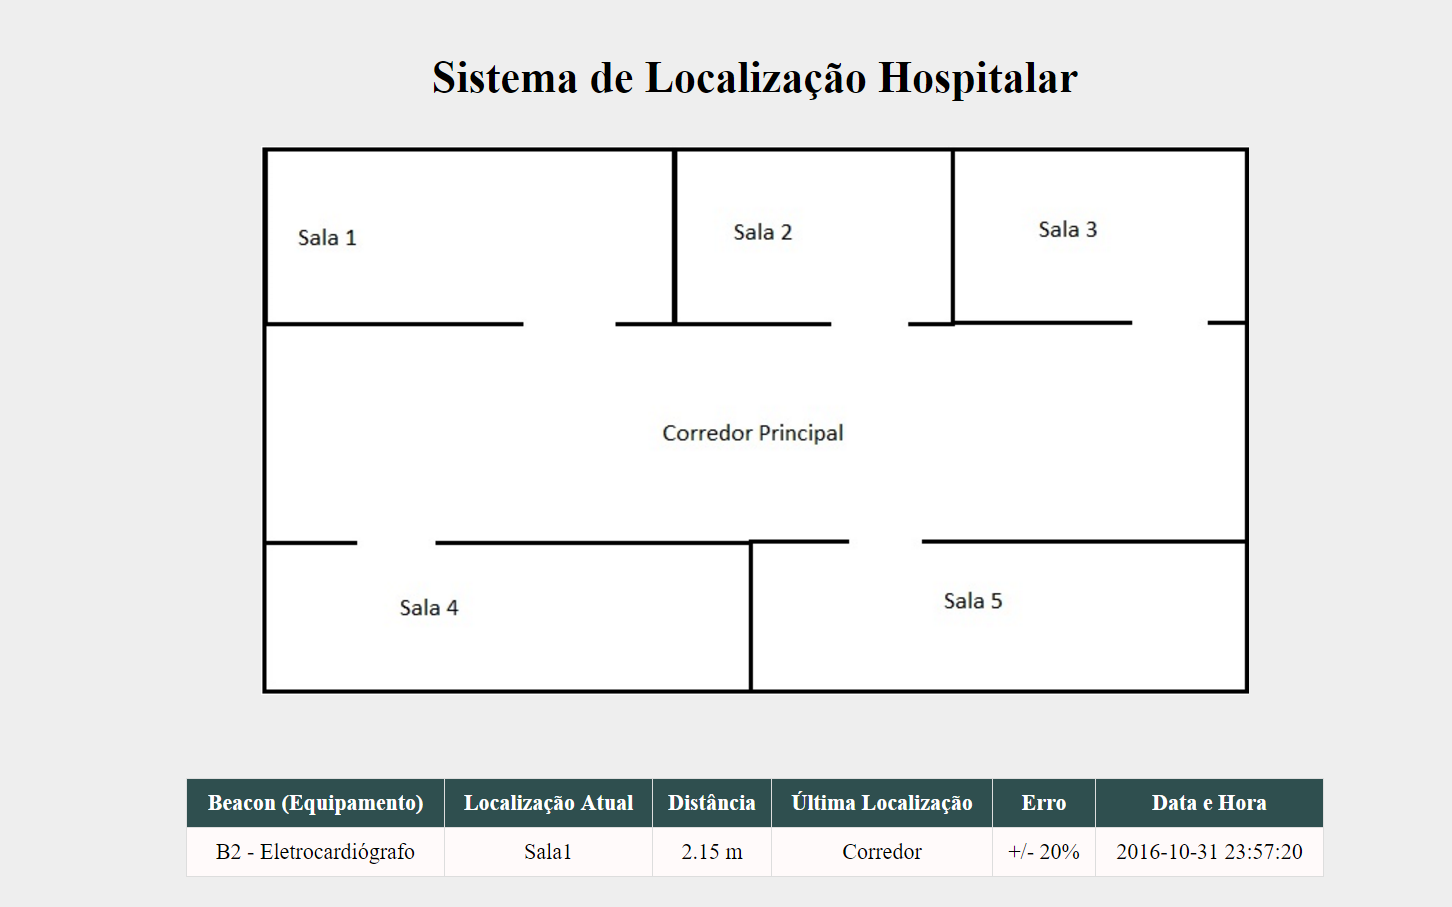 Sistema de Localização Hospitalar
Sala 1
Sala 2
Sala 3
Corredor Principal
Sala 4
Sala 5
Beacon (Equipamento) Localização Atual Distância Última Localização Erro Data e Hora
B2 - Eletrocardiógrafo Sala1 2.15 m Corredor +/- 20% 2016-10-31 23:57:20